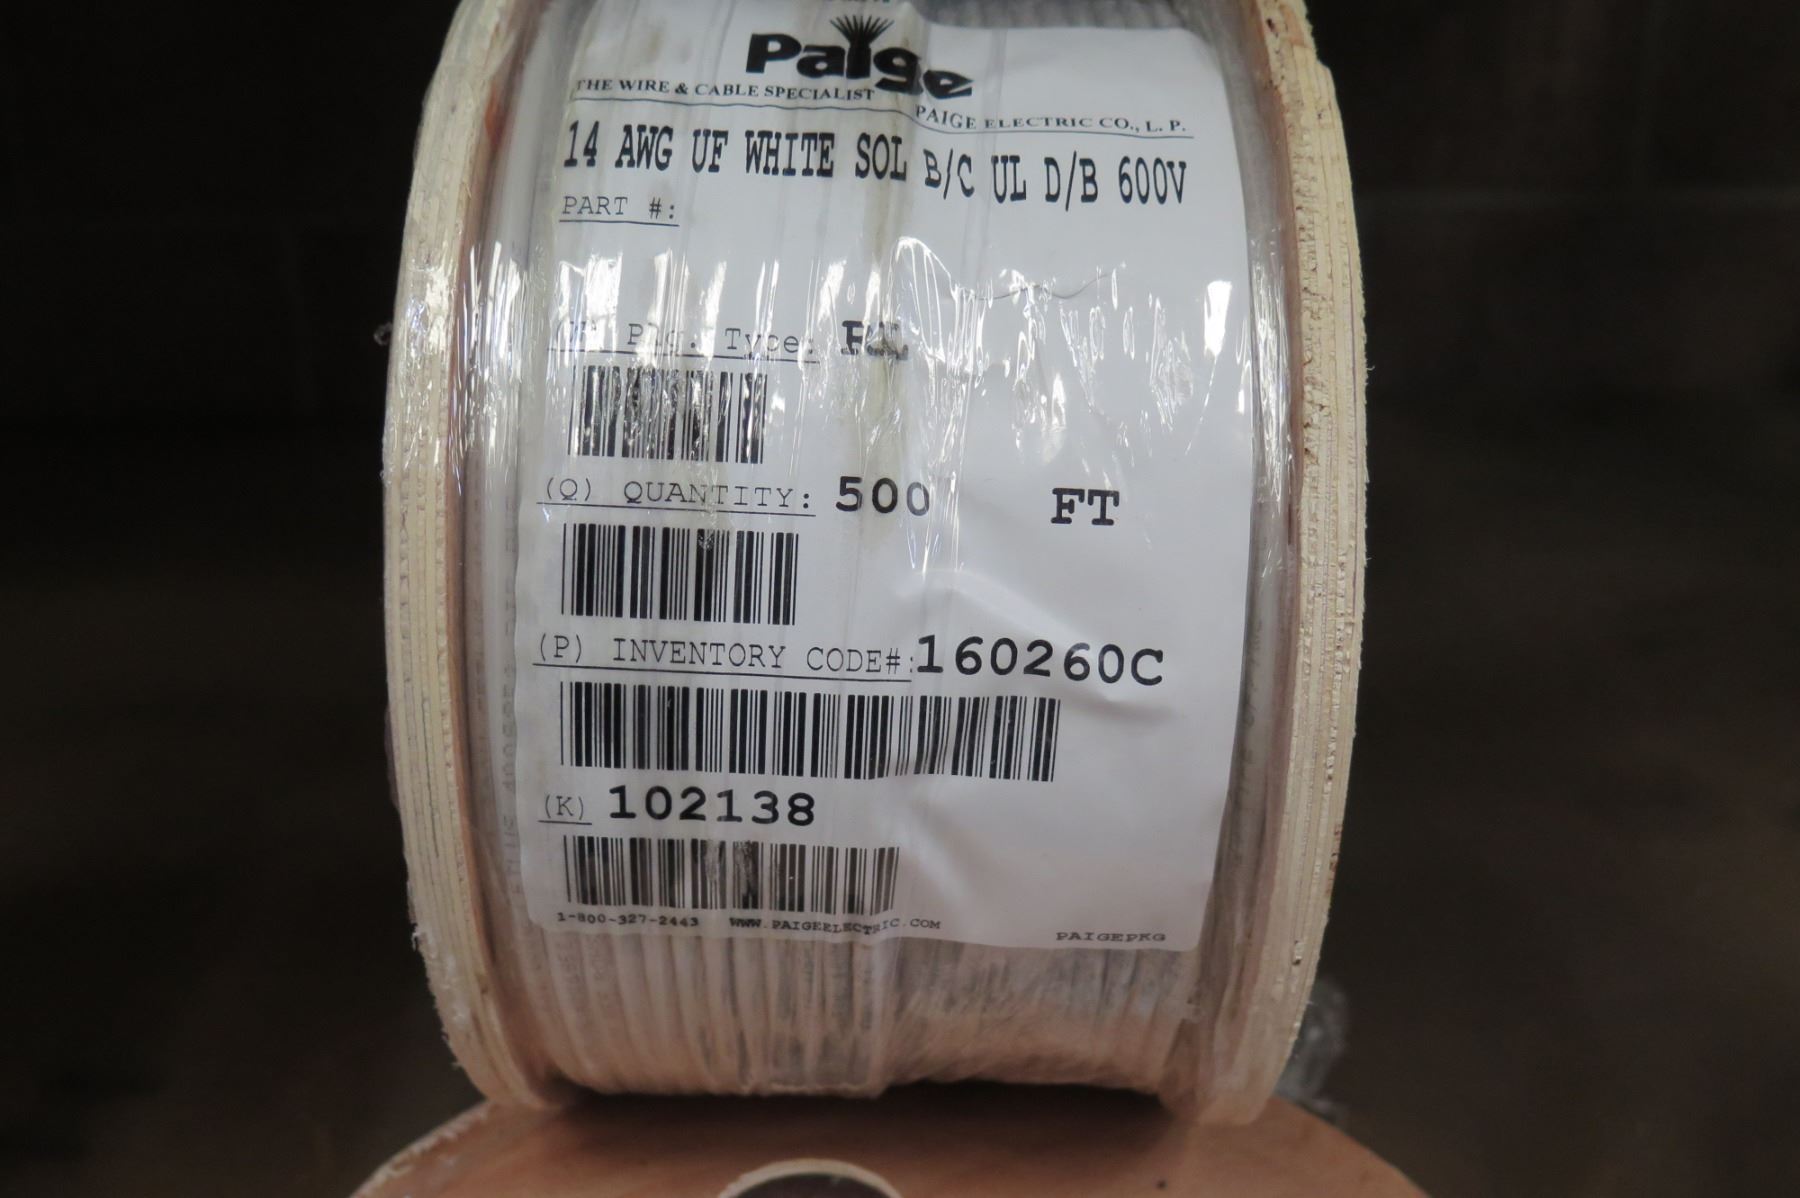 Paige
THE WIRE & CABLE SPECIALIST
PAIGE ELECTRIC CO., L. P.
14 AWG UF WHITE SOL B/C UL D/B 600V
PART #:
Pkg. Type:
(Q) QUANTITY: 500 FT
(P) INVENTORY CODE#: 160260C
(K) 102138
1-800-327-2443 WWW.PAIGEELECTRIC.COM
PAIGEPKG